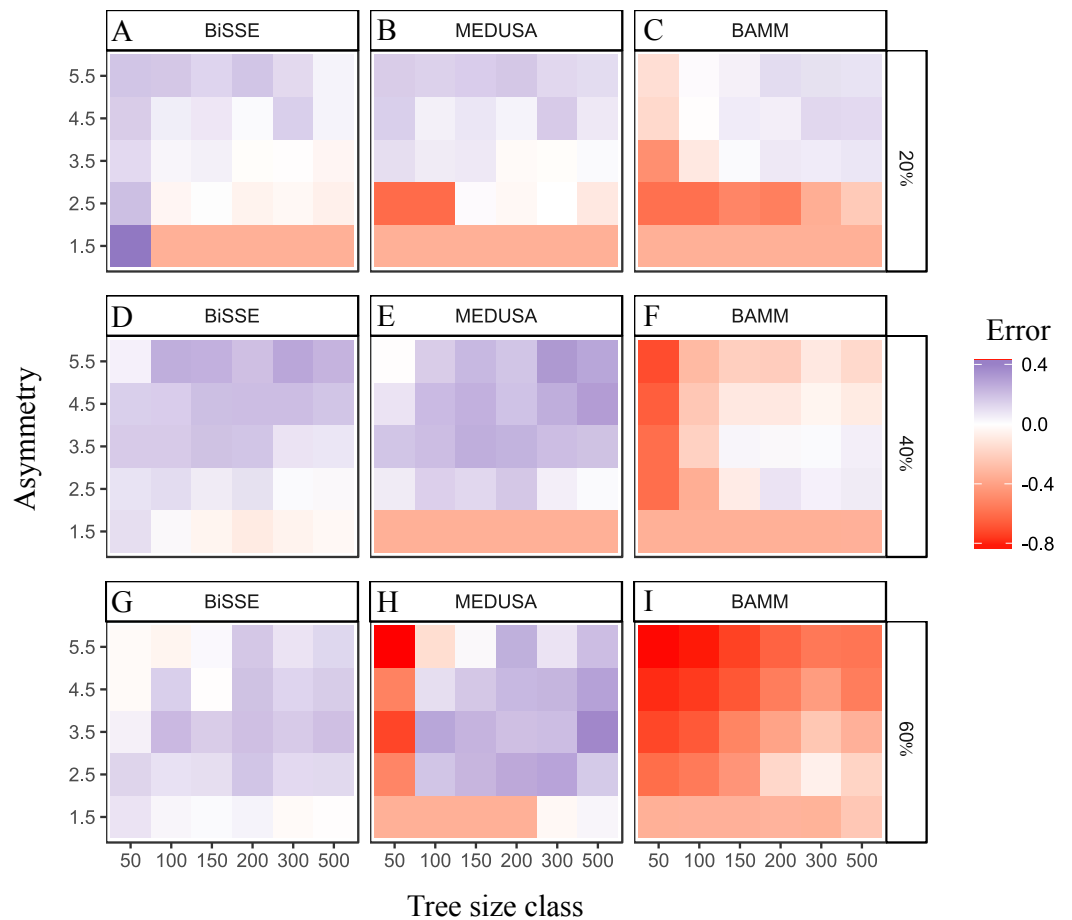 A BiSSE
B MEDUSA
C BAMM
5.5
4.5
3.5
2.5
1.5
20%
D BiSSE
E MEDUSA
F BAMM
5.5
4.5
3.5
2.5
1.5
40%
Asymmetry
Error
0.4
0.0
-0.4
-0.8
G BiSSE
H MEDUSA
I BAMM
5.5
4.5
3.5
2.5
1.5
60%
50 100 150 200 300 500
50 100 150 200 300 500
50 100 150 200 300 500
Tree size class